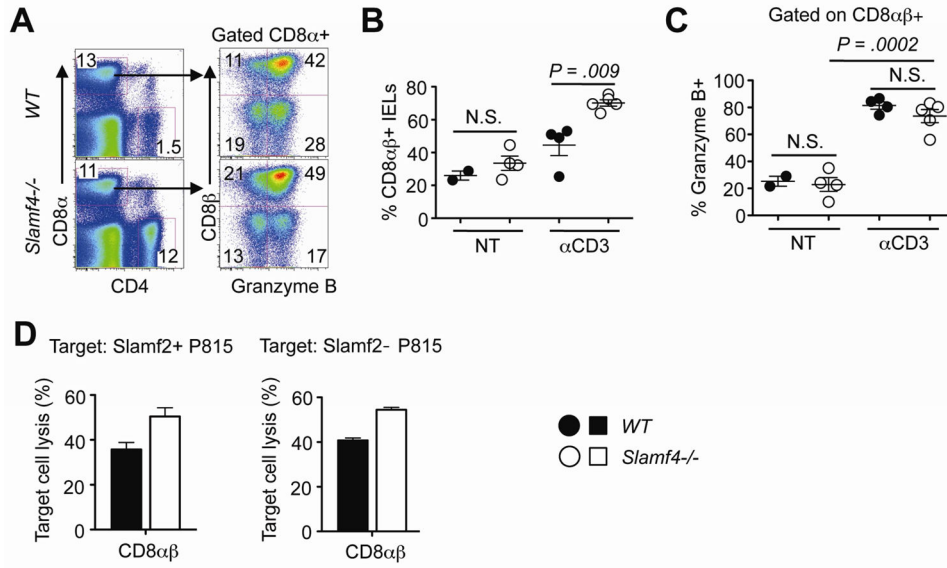 A
Gated CD8α+
WT
Slamf4-/-
CD8α
CD8β
13
1.5
11
42
19
28
11
12
21
49
13
17
CD4
Granzyme B
B
% CD8αβ+ IELs
80
60
40
20
0
N.S.
P = .009
NT
αCD3
C
Gated on CD8αβ+
P = .0002
N.S.
N.S.
% Granzyme B+
100
80
60
40
20
0
NT
αCD3
D
Target: Slamf2+ P815
Target cell lysis (%)
60
40
20
0
CD8αβ
Target: Slamf2- P815
Target cell lysis (%)
60
40
20
0
CD8αβ
WT
Slamf4-/-